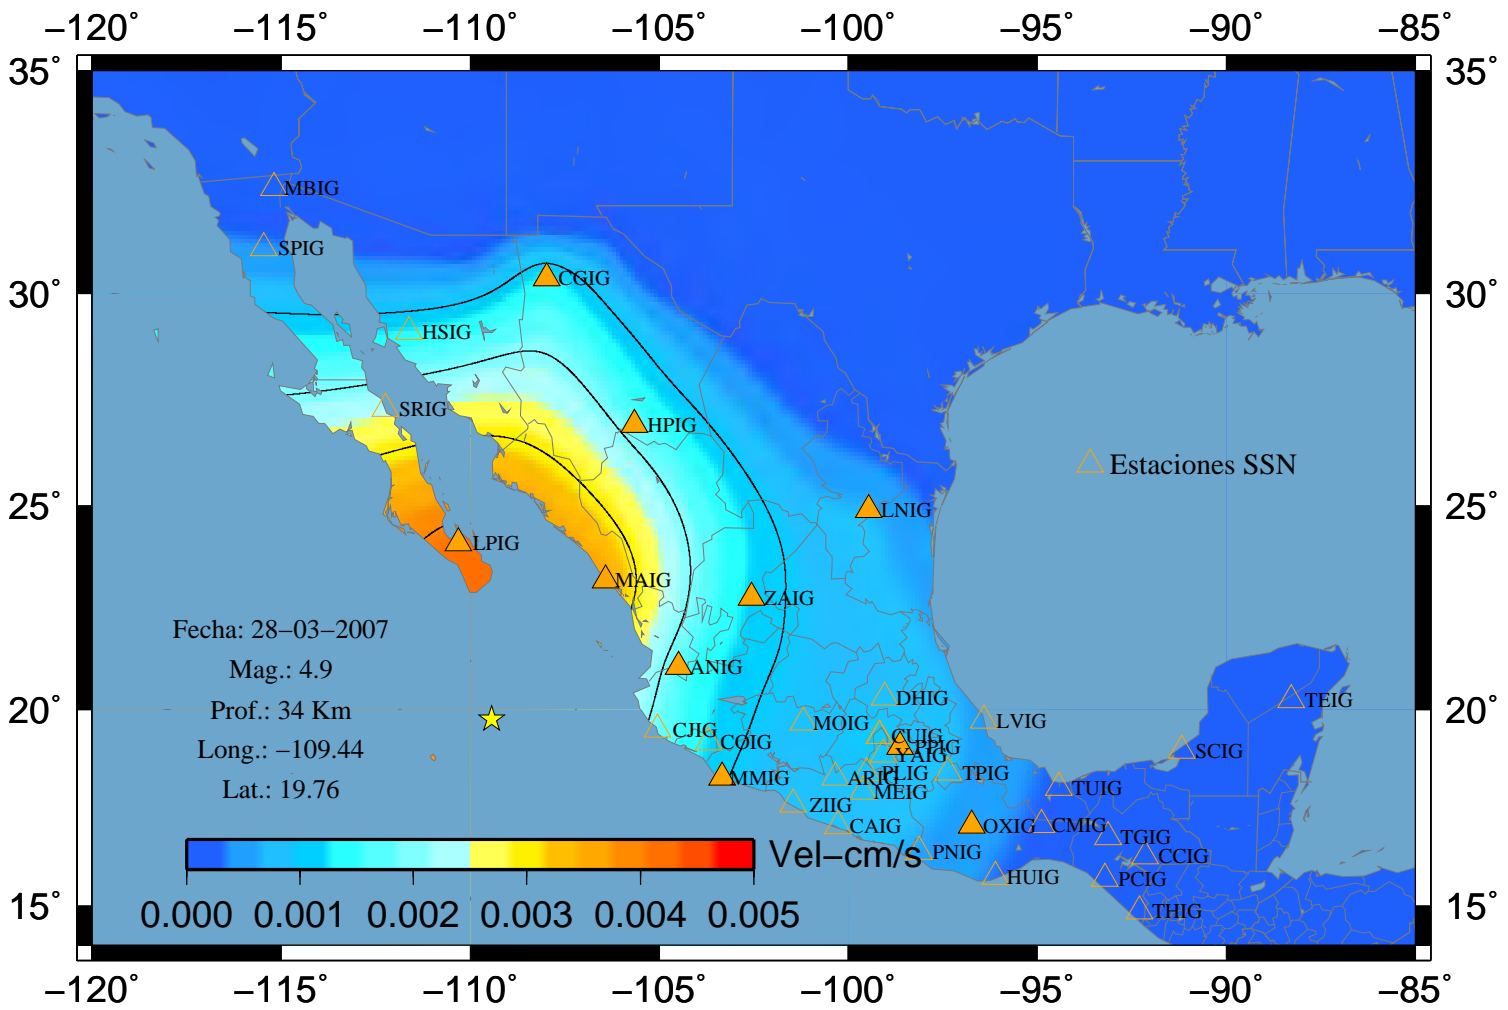 −120˚ −115˚ −110˚ −105˚ −100˚ −95˚ −90˚ −85˚
35˚ 35˚
MBIG
SPIG
CGIG
30˚ 30˚
HSIG
SRIG
HPIG
Estaciones SSN
25˚ 25˚
LNIG
LPIG
MAIG
ZAIG
Fecha: 28−03−2007
Mag.: 4.9
ANIG
DHIG
TEIG
Prof.: 34 Km
20˚ 20˚
MOIG
LVIG
CJIG
CUIG
COIG
PPIG
SCIG
Long.: −109.44
YAIG
PLIG
TPIG
MMIG
ARIG
Lat.: 19.76
TUIG
MEIG
ZIIG
CAIG
OXIG
CMIG
TGIG
Vel−cm/s
PNIG
CCIG
HUIG
PCIG
0.000 0.001 0.002 0.003 0.004 0.005
THIG
15˚ 15˚
−120˚ −115˚ −110˚ −105˚ −100˚ −95˚ −90˚ −85˚